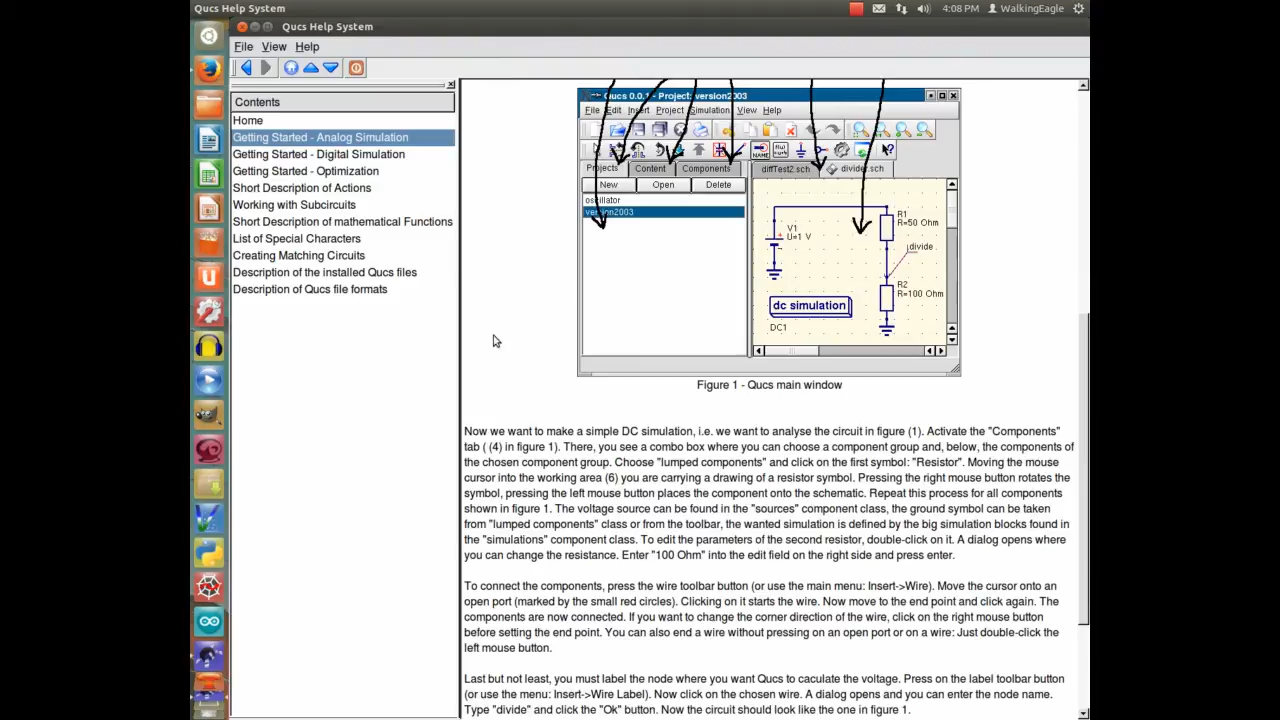 Qucs Help System
4:08 PM WalkingEagle
Qucs Help System
File View Help
Contents
Home
Getting Started - Analog Simulation
Getting Started - Digital Simulation
Getting Started - Optimization
Short Description of Actions
Working with Subcircuits
Short Description of mathematical Functions
List of Special Characters
Creating Matching Circuits
Description of the installed Qucs files
Description of Qucs file formats
Qucs 0.0.1 - Project: version2003
File Edit Insert Project Simulation View Help
NAME
Projects Content Components
New Open Delete
oscillator
version2003
diffTest2.sch divider.sch
V1
U=1 V
R1
R=50 Ohm
divide
R2
R=100 Ohm
dc simulation
DC1
Figure 1 - Qucs main window
Now we want to make a simple DC simulation, i.e. we want to analyse the circuit in figure (1). Activate the "Components"
tab ( (4) in figure 1). There, you see a combo box where you can choose a component group and, below, the components of
the chosen component group. Choose "lumped components" and click on the first symbol: "Resistor". Moving the mouse
cursor into the working area (6) you are carrying a drawing of a resistor symbol. Pressing the right mouse button rotates the
symbol, pressing the left mouse button places the component onto the schematic. Repeat this process for all components
shown in figure 1. The voltage source can be found in the "sources" component class, the ground symbol can be taken
from "lumped components" class or from the toolbar, the wanted simulation is defined by the big simulation blocks found in
the "simulations" component class. To edit the parameters of the second resistor, double-click on it. A dialog opens where
you can change the resistance. Enter "100 Ohm" into the edit field on the right side and press enter.
To connect the components, press the wire toolbar button (or use the main menu: Insert->Wire). Move the cursor onto an
open port (marked by the small red circles). Clicking on it starts the wire. Now move to the end point and click again. The
components are now connected. If you want to change the corner direction of the wire, click on the right mouse button
before setting the end point. You can also end a wire without pressing on an open port or on a wire: Just double-click the
left mouse button.
Last but not least, you must label the node where you want Qucs to caculate the voltage. Press on the label toolbar button
(or use the menu: Insert->Wire Label). Now click on the chosen wire. A dialog opens and you can enter the node name.
Type "divide" and click the "Ok" button. Now the circuit should look like the one in figure 1.